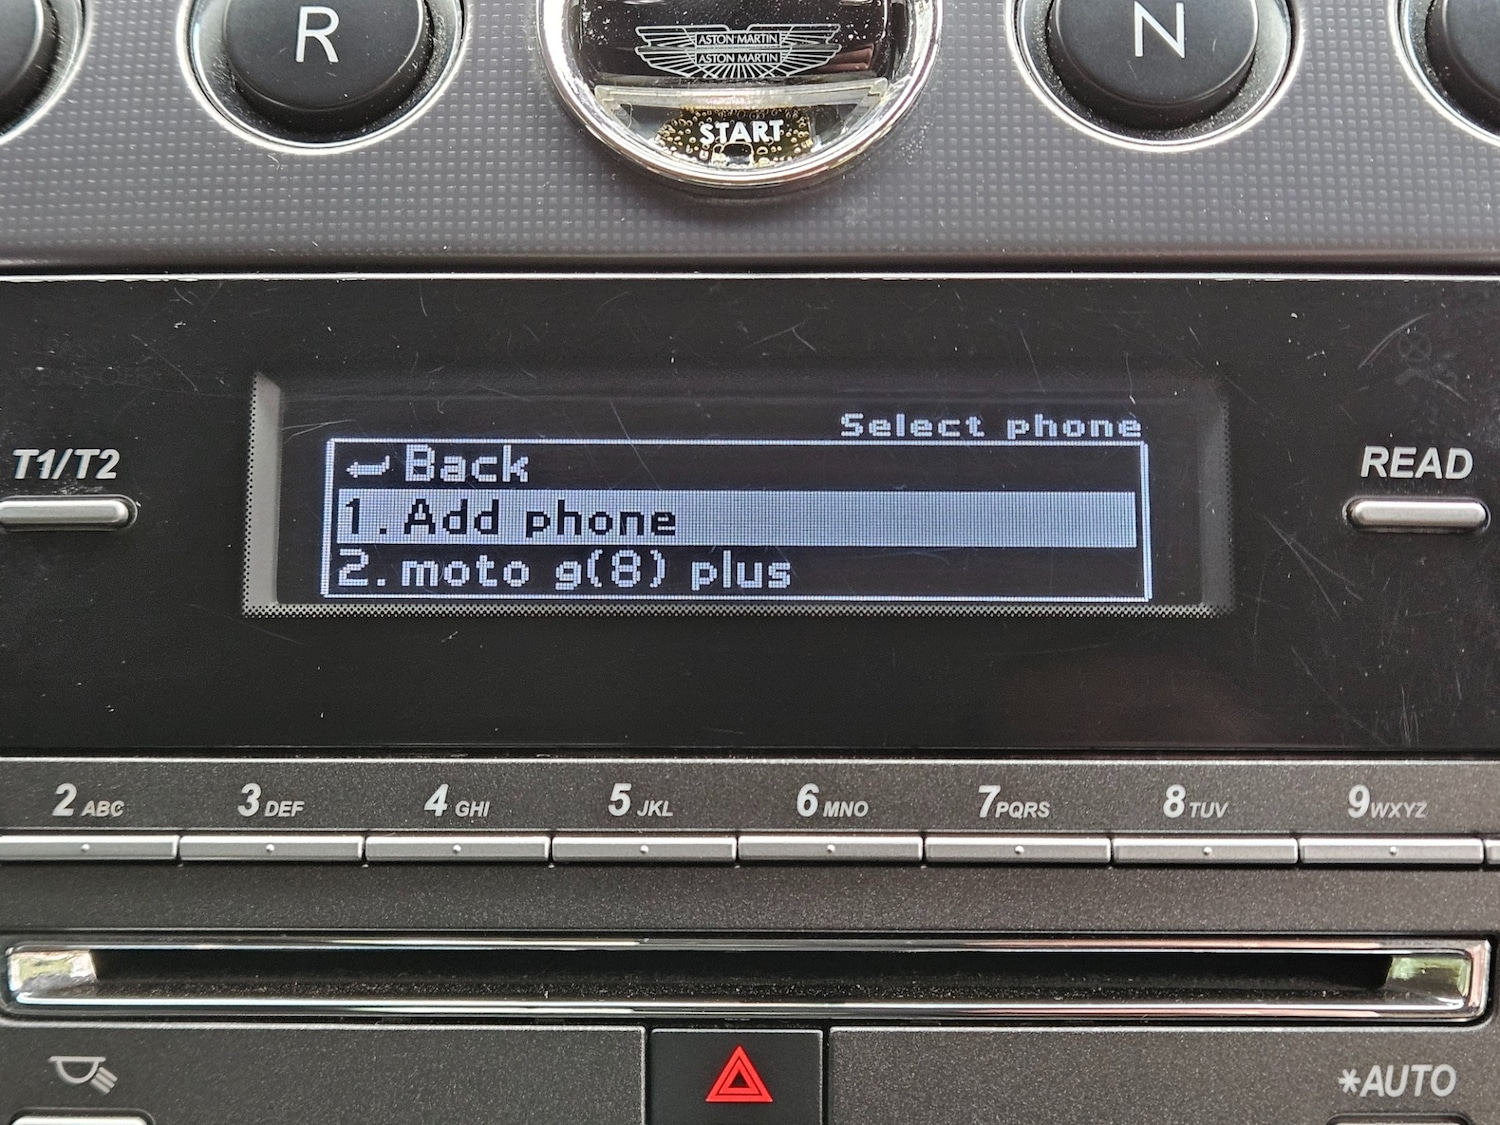 R
ASTON MARTIN
ASTON MARTIN
START
N
Select phone
Back
1.Add phone
2.moto g(8) plus
T1/T2
READ
2 ABC 3 DEF 4 GHI 5 JKL 6 MNO 7 PQRS 8 TUV 9 WXYZ
*AUTO